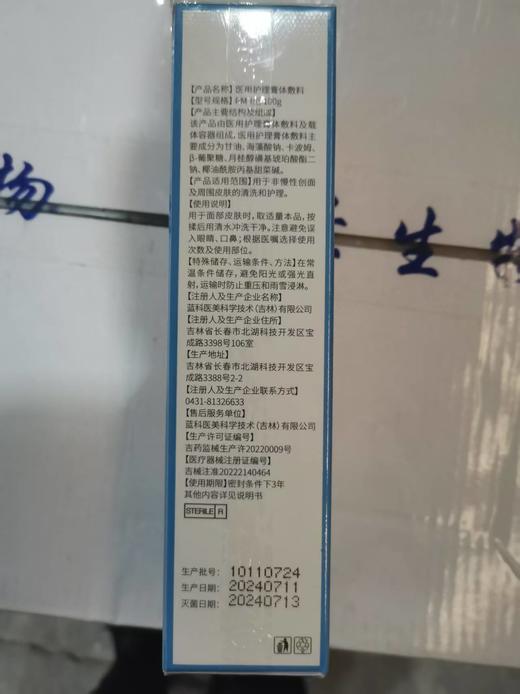 【产品名称】医用护理膏体敷料
【型号规格】
【产品主要结构及组成】
该产品由医用护理膏体敷料及载
体容器组成，医用护理膏体敷料主
要成分为甘油、海藻酸钠、卡波姆、
β-葡聚糖、月桂醇磺基琥珀酸酯二
钠、椰油酰胺丙基甜菜碱。
【产品适用范围】用于非慢性创面
及周围皮肤的清洗和护理。
【使用说明】
用于面部皮肤时，取适量本品，按
揉后用清水冲洗干净。注意避免误
入眼睛、口鼻；根据医嘱选择使用
次数及使用部位。
【特殊储存、运输条件、方法】在常
温条件储存，避免阳光或强光直
射，运输时防止重压和雨雪浸淋。
【注册人及生产企业名称】
蓝科医美科学技术（吉林）有限公司
【注册人及生产企业住所】
吉林省长春市北湖科技开发区宝
成路3398号106室
【生产地址】
吉林省长春市北湖科技开发区宝
成路3388号2-2
【注册人及生产企业联系方式】
0431-81326633
【售后服务单位】
蓝科医美科学技术（吉林）有限公司
【生产许可证编号】
吉药监械生产许20220009号
【医疗器械注册证编号】
吉械注准20222140464
【使用期限】密封条件下3年
其他内容详见说明书
STERILE R
生产批号：10110724
生产日期：20240711
灭菌日期：20240713
物
生